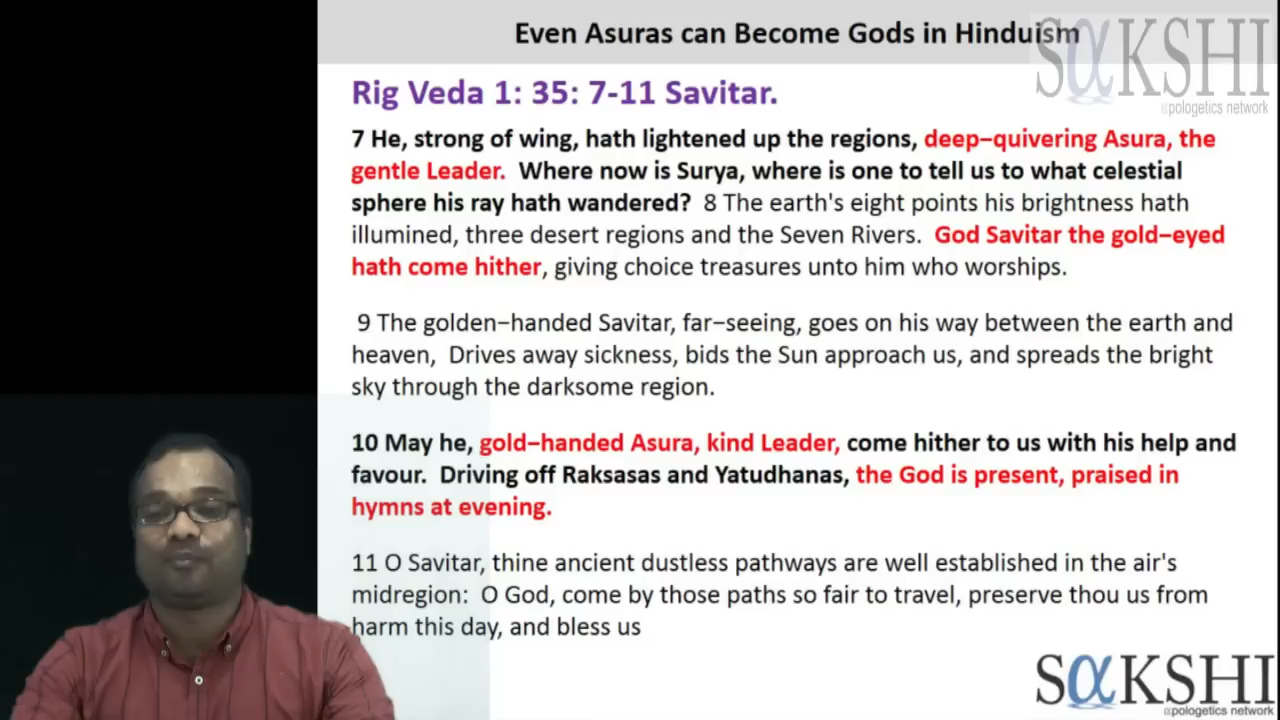 Even Asuras can Become Gods in Hinduism
SαKSHI
αpologetics network
Rig Veda 1: 35: 7-11 Savitar.
7 He, strong of wing, hath lightened up the regions, deep−quivering Asura, the
gentle Leader.  Where now is Surya, where is one to tell us to what celestial
sphere his ray hath wandered?  8 The earth's eight points his brightness hath
illumined, three desert regions and the Seven Rivers.  God Savitar the gold−eyed
hath come hither, giving choice treasures unto him who worships.
9 The golden−handed Savitar, far−seeing, goes on his way between the earth and
heaven,  Drives away sickness, bids the Sun approach us, and spreads the bright
sky through the darksome region.
10 May he, gold−handed Asura, kind Leader, come hither to us with his help and
favour.  Driving off Raksasas and Yatudhanas, the God is present, praised in
hymns at evening.
11 O Savitar, thine ancient dustless pathways are well established in the air's
midregion:  O God, come by those paths so fair to travel, preserve thou us from
harm this day, and bless us
SαKSHI
αpologetics network